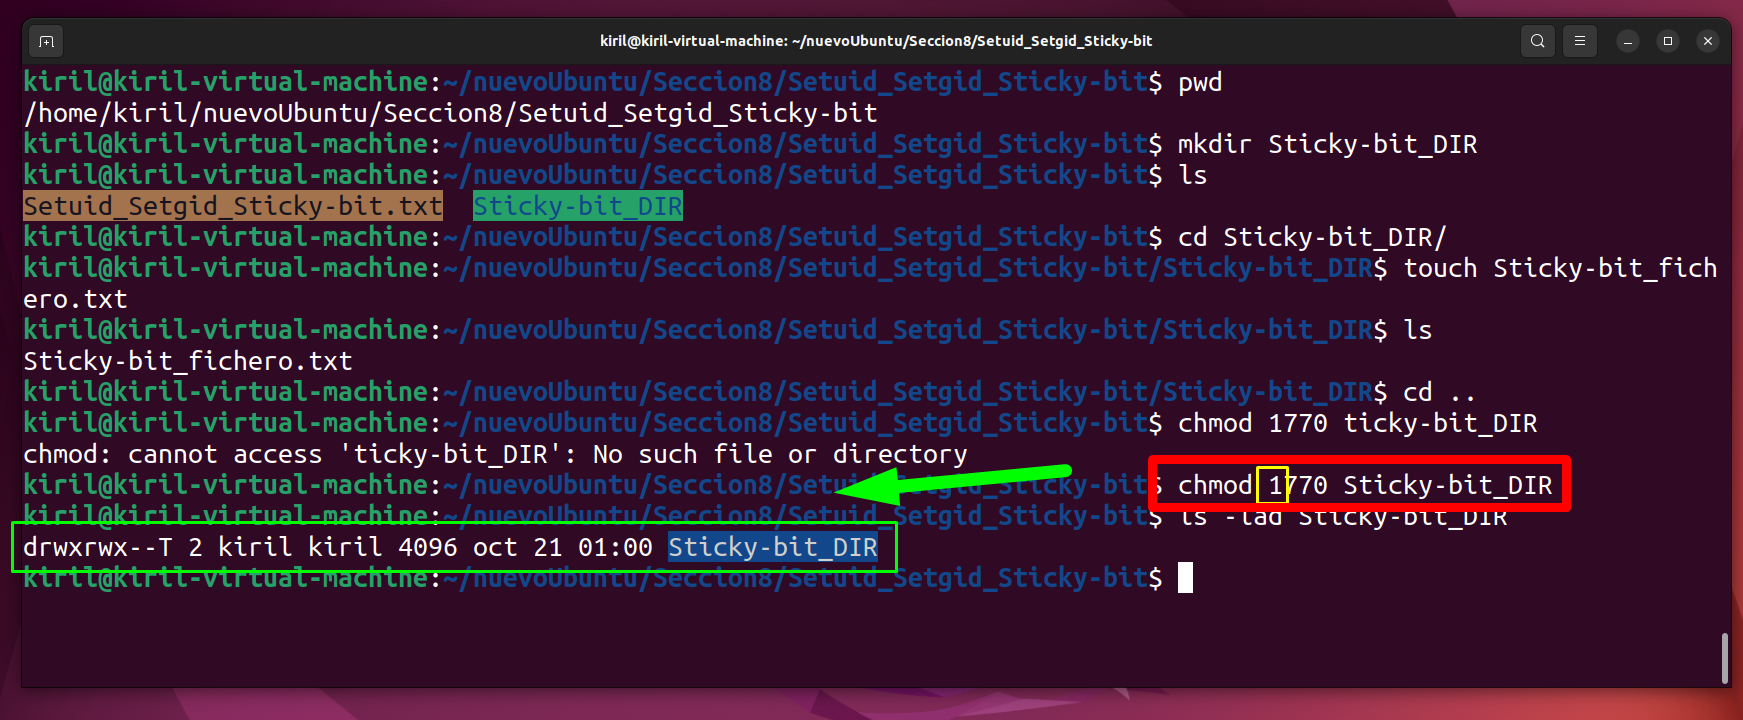 kiril@kiril-virtual-machine: ~/nuevoUbuntu/Seccion8/Setuid_Setgid_Sticky-bit
kiril@kiril-virtual-machine:~/nuevoUbuntu/Seccion8/Setuid_Setgid_Sticky-bit$ pwd
/home/kiril/nuevoUbuntu/Seccion8/Setuid_Setgid_Sticky-bit
kiril@kiril-virtual-machine:~/nuevoUbuntu/Seccion8/Setuid_Setgid_Sticky-bit$ mkdir Sticky-bit_DIR
kiril@kiril-virtual-machine:~/nuevoUbuntu/Seccion8/Setuid_Setgid_Sticky-bit$ ls
Setuid_Setgid_Sticky-bit.txt  Sticky-bit_DIR
kiril@kiril-virtual-machine:~/nuevoUbuntu/Seccion8/Setuid_Setgid_Sticky-bit$ cd Sticky-bit_DIR/
kiril@kiril-virtual-machine:~/nuevoUbuntu/Seccion8/Setuid_Setgid_Sticky-bit/Sticky-bit_DIR$ touch Sticky-bit_fich
ero.txt
kiril@kiril-virtual-machine:~/nuevoUbuntu/Seccion8/Setuid_Setgid_Sticky-bit/Sticky-bit_DIR$ ls
Sticky-bit_fichero.txt
kiril@kiril-virtual-machine:~/nuevoUbuntu/Seccion8/Setuid_Setgid_Sticky-bit/Sticky-bit_DIR$ cd ..
kiril@kiril-virtual-machine:~/nuevoUbuntu/Seccion8/Setuid_Setgid_Sticky-bit$ chmod 1770 ticky-bit_DIR
chmod: cannot access 'ticky-bit_DIR': No such file or directory
kiril@kiril-virtual-machine:~/nuevoUbuntu/Seccion8/Setuid_Setgid_Sticky-bit$ chmod 1770 Sticky-bit_DIR
kiril@kiril-virtual-machine:~/nuevoUbuntu/Seccion8/Setuid_Setgid_Sticky-bit$ ls -lad Sticky-bit_DIR
drwxrwx--T 2 kiril kiril 4096 oct 21 01:00 Sticky-bit_DIR
kiril@kiril-virtual-machine:~/nuevoUbuntu/Seccion8/Setuid_Setgid_Sticky-bit$